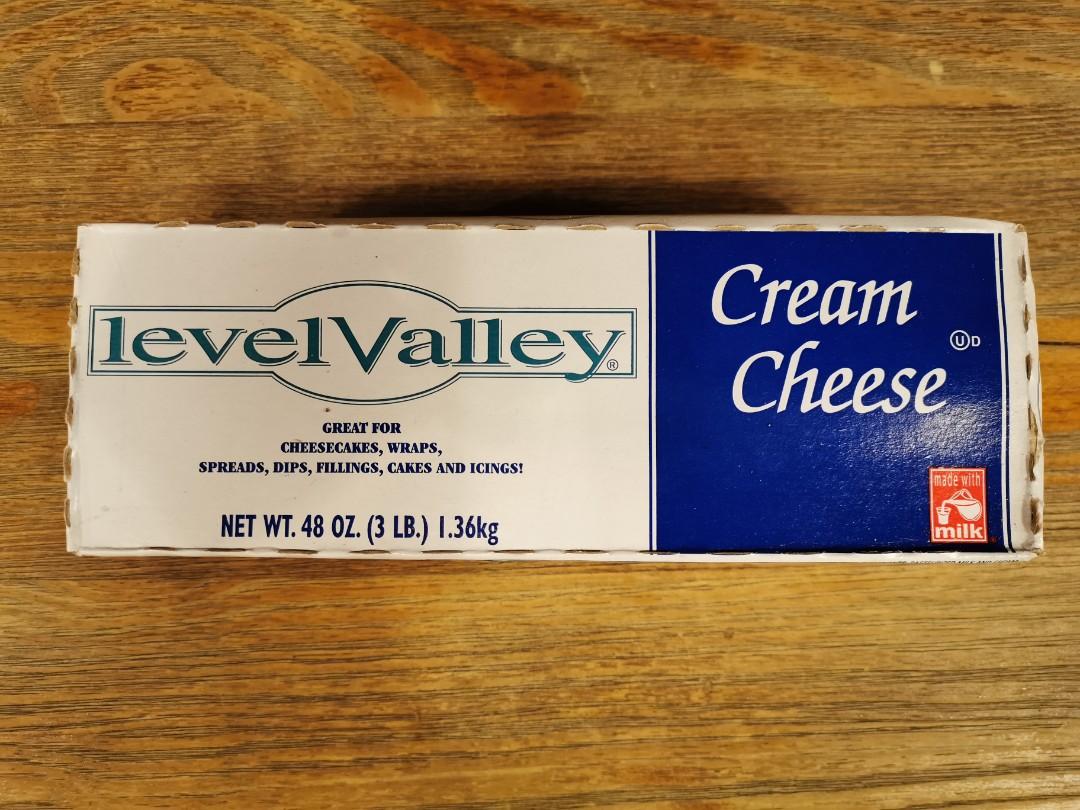 levelValley®
GREAT FOR
CHEESECAKES, WRAPS,
SPREADS, DIPS, FILLINGS, CAKES AND ICINGS!
NET WT. 48 OZ. (3 LB.) 1.36kg
Cream
Cheese
UD
made with
milk